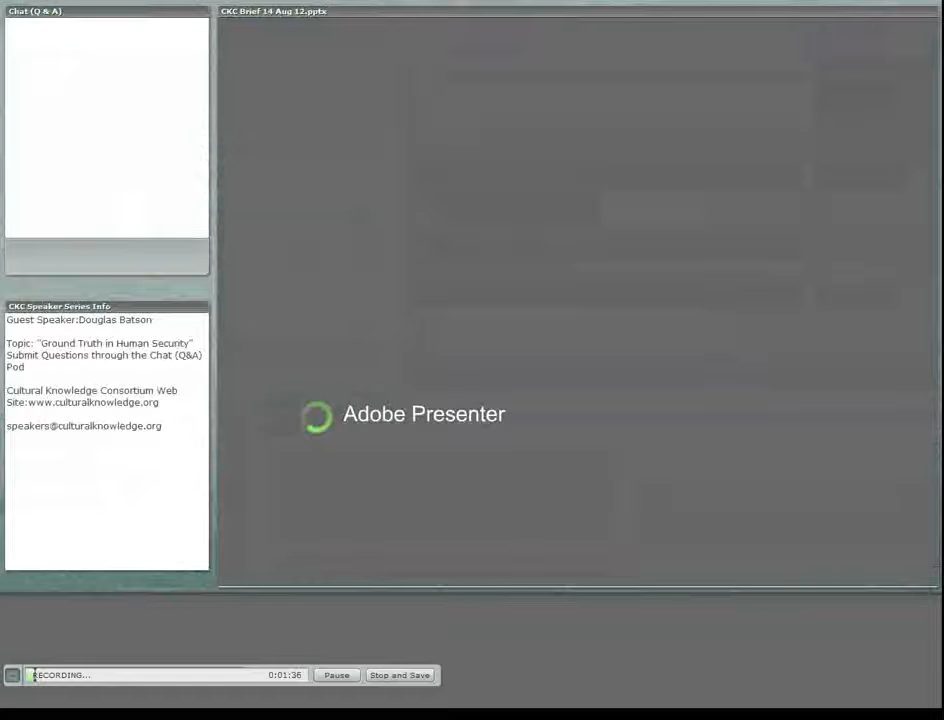 Chat (Q & A)
CKC Brief 14 Aug 12.pptx
CKC Speaker Series Info
Guest Speaker:Douglas Batson
Topic: "Ground Truth in Human Security"
Submit Questions through the Chat (Q&A)
Pod
Cultural Knowledge Consortium Web
Site:www.culturalknowledge.org
speakers@culturalknowledge.org
Adobe Presenter
RECORDING...
0:01:36
Pause
Stop and Save